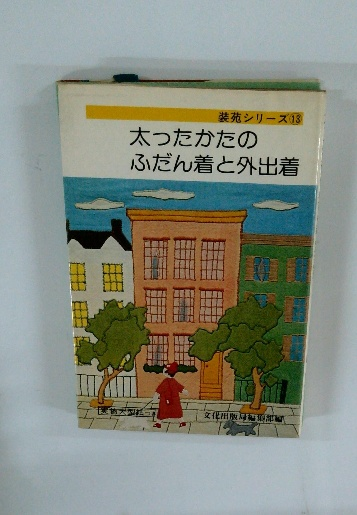 装苑シリーズ⑬
太ったかたの
ふだん着と外出着
文化出版局編集部編